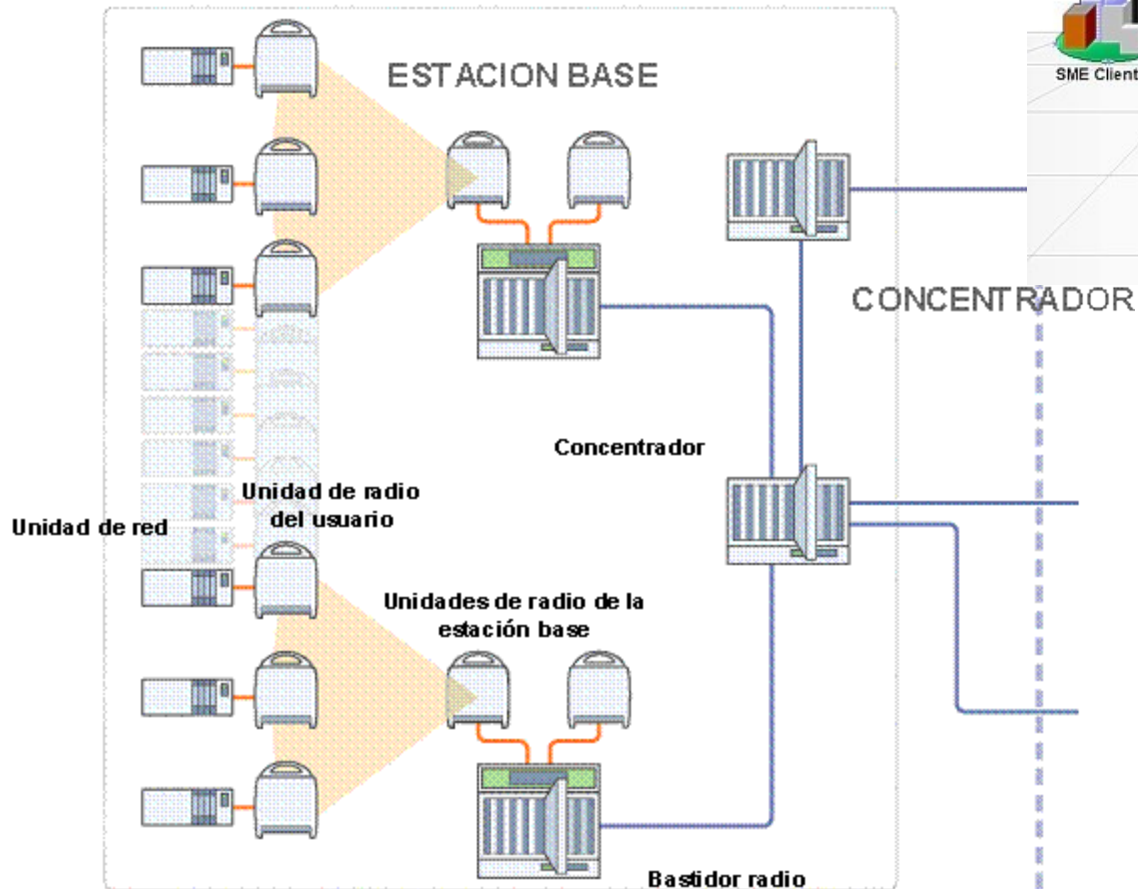 ESTACION BASE
SME Client
CONCENTRADOR
Concentrador
Unidad de radio
del usuario
Unidad de red
Unidades de radio de la
estación base
Bastidor radio